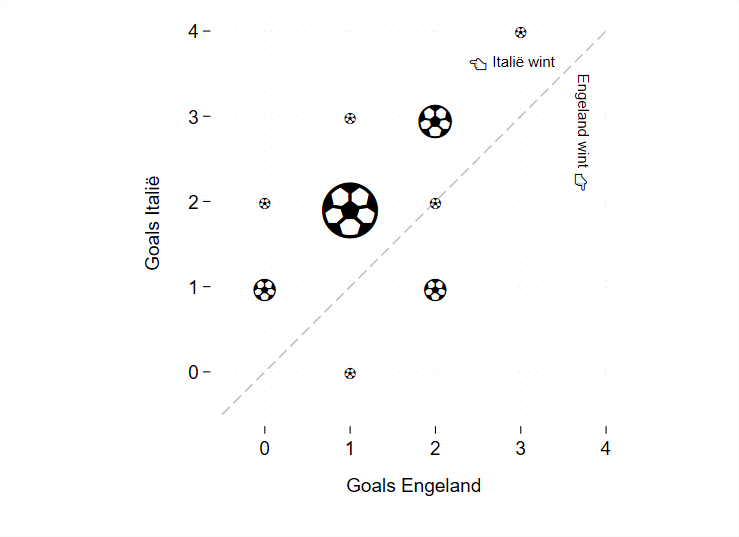 4
Italië wint
Engeland wint
3
2
1
0
Goals Italië
0 1 2 3 4
Goals Engeland